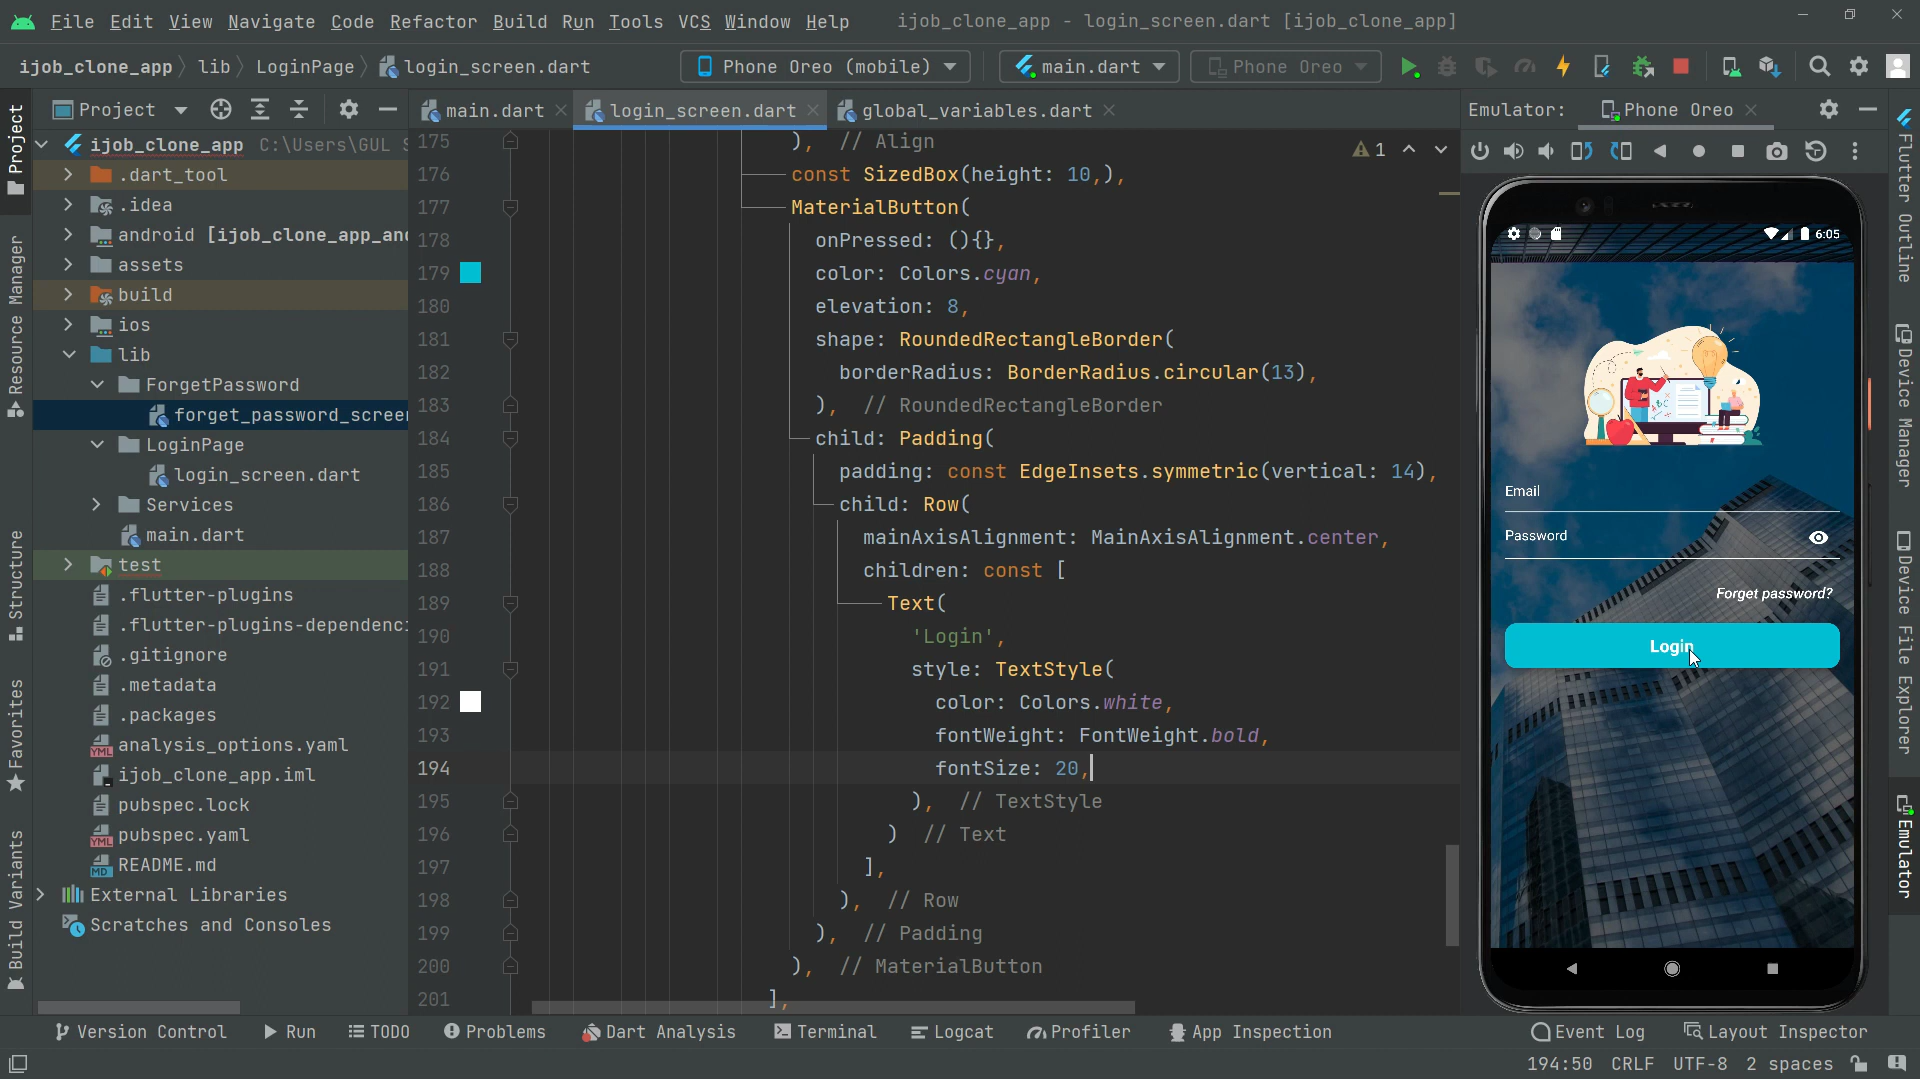 File Edit View Navigate Code Refactor Build Run Tools VCS Window Help ijob_clone_app - login_screen.dart [ijob_clone_app]
ijob_clone_app lib LoginPage login_screen.dart Phone Oreo (mobile) main.dart Phone Oreo
Project main.dart login_screen.dart global_variables.dart Emulator: Phone Oreo
ijob_clone_app C:\Users\GUL S
.dart_tool
.idea
android [ijob_clone_app_and
assets
build
ios
lib
ForgetPassword
forget_password_screen
LoginPage
login_screen.dart
Services
main.dart
test
.flutter-plugins
.flutter-plugins-dependenci
.gitignore
.metadata
.packages
analysis_options.yaml
ijob_clone_app.iml
pubspec.lock
pubspec.yaml
README.md
External Libraries
Scratches and Consoles
Project
Resource Manager
Structure
Favorites
Build Variants
175 ), // Align
176 const SizedBox(height: 10,),
177 MaterialButton(
178 onPressed: (){},
179 color: Colors.cyan,
180 elevation: 8,
181 shape: RoundedRectangleBorder(
182 borderRadius: BorderRadius.circular(13),
183 ), // RoundedRectangleBorder
184 child: Padding(
185 padding: const EdgeInsets.symmetric(vertical: 14),
186 child: Row(
187 mainAxisAlignment: MainAxisAlignment.center,
188 children: const [
189 Text(
190 'Login',
191 style: TextStyle(
192 color: Colors.white,
193 fontWeight: FontWeight.bold,
194 fontSize: 20,
195 ), // TextStyle
196 ) // Text
197 ],
198 ), // Row
199 ), // Padding
200 ), // MaterialButton
201 ],
1
6:05
Email
Password
Forget password?
Login
Flutter Outline
Device Manager
Device File Explorer
Emulator
Version Control Run TODO Problems Dart Analysis Terminal Logcat Profiler App Inspection Event Log Layout Inspector
194:50 CRLF UTF-8 2 spaces